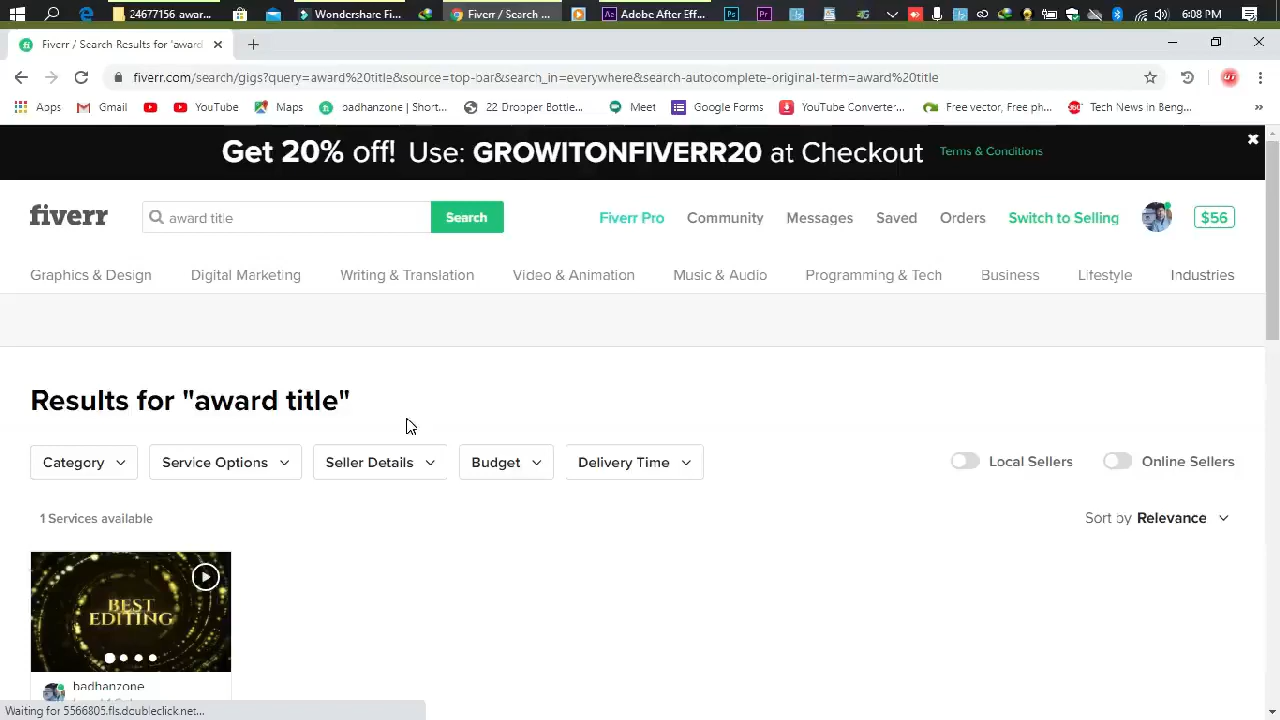 24677156 awar...
Wondershare Fi...
Fiverr / Search ...
Adobe After Eff...
6:08 PM
Fiverr / Search Results for 'award
fiverr.com/search/gigs?query=award%20title&source=top-bar&search_in=everywhere&search-autocomplete-original-term=award%20title
Apps
Gmail
YouTube
Maps
badhanzone | Short...
22 Dropper Bottle...
Meet
Google Forms
YouTube Conver...
Free vector, Free ph...
Tech News in Beng...
Get 20% off! Use: GROWITONFIVERR20 at Checkout
Terms & Conditions
fiverr
award title
Search
Fiverr Pro
Community
Messages
Saved
Orders
Switch to Selling
$56
Graphics & Design
Digital Marketing
Writing & Translation
Video & Animation
Music & Audio
Programming & Tech
Business
Lifestyle
Industries
Results for "award title"
Category
Service Options
Seller Details
Budget
Delivery Time
Local Sellers
Online Sellers
1 Services available
Sort by Relevance
BEST
EDITING
badhanzone
Waiting for 5566805.fls.doubleclick.net...